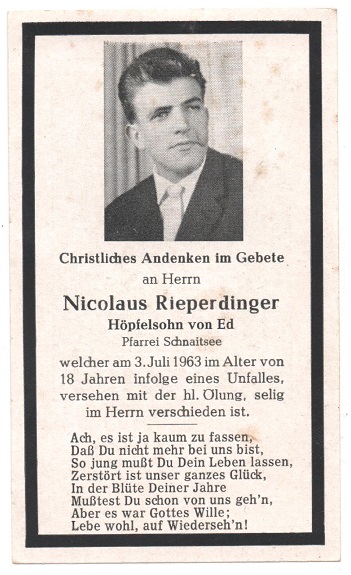 Christliches Andenken im Gebete
an Herrn
Nicolaus Rieperdinger
Höpfelsohn von Ed
Pfarrei Schnaitsee
welcher am 3. Juli 1963 im Alter von
18 Jahren infolge eines Unfalles,
versehen mit der hl. Ölung, selig
im Herrn verschieden ist.
Ach, es ist ja kaum zu fassen,
Daß Du nicht mehr bei uns bist,
So jung mußt Du Dein Leben lassen,
Zerstört ist unser ganzes Glück,
In der Blüte Deiner Jahre
Mußtest Du schon von uns geh'n,
Aber es war Gottes Wille;
Lebe wohl, auf Wiederseh'n!